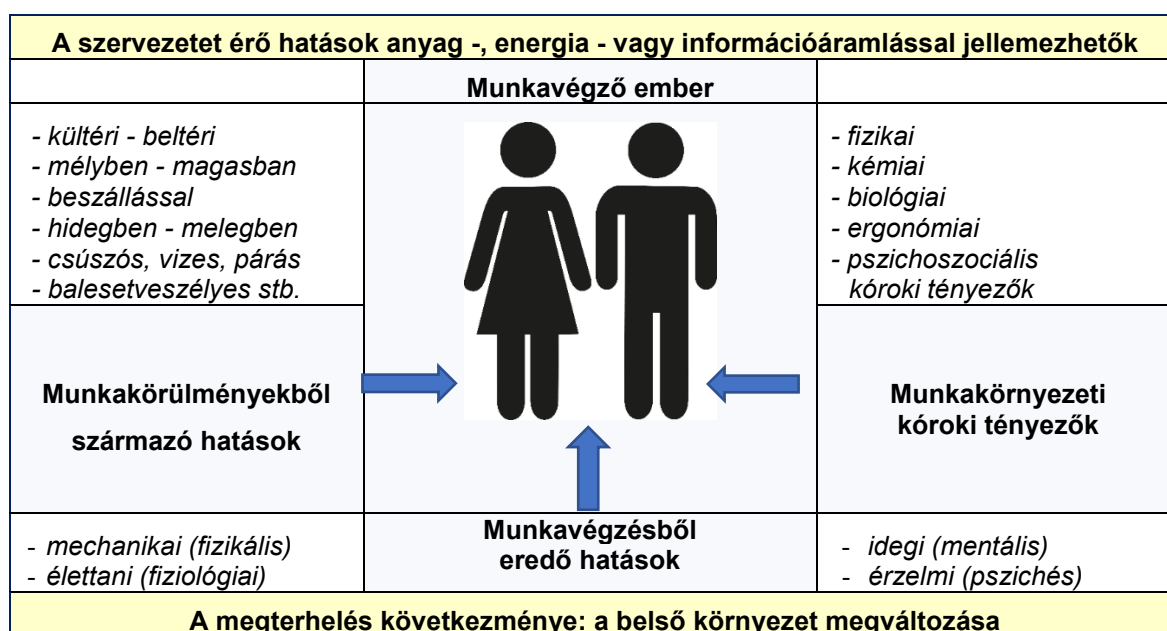 A szervezetet érő hatások anyag -, energia - vagy információáramlással jellemezhetők
Munkavégző ember
- kültéri - beltéri
- mélyben - magasban
- beszállással
- hidegben - melegben
- csúszós, vizes, párás
- balesetveszélyes stb.
- fizikai
- kémiai
- biológiai
- ergonómiai
- pszichoszociális
kóroki tényezők
Munkakörülményekből
származó hatások
Munkakörnyezeti
kóroki tényezők
- mechanikai (fizikális)
- élettani (fiziológiai)
Munkavégzésből
eredő hatások
- idegi (mentális)
- érzelmi (pszichés)
A megterhelés következménye: a belső környezet megváltozása